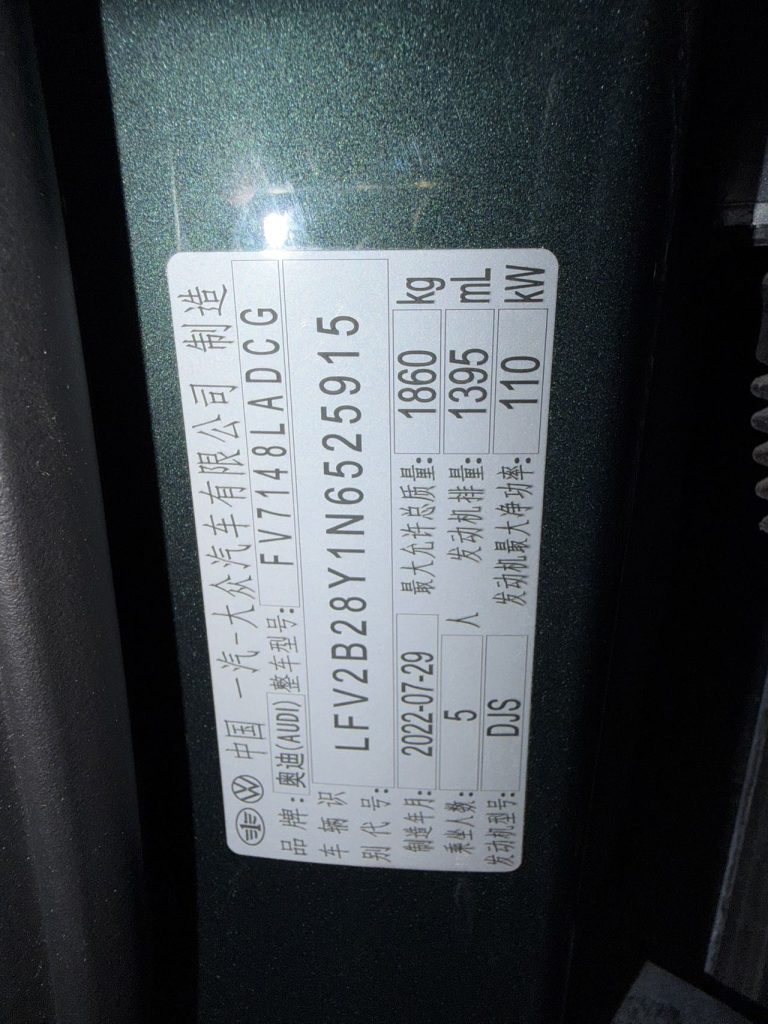 中国 一汽-大众汽车有限公司 制造
品牌: 奥迪(AUDI) 整车型号: FV7148LADCG
车辆识别代号: LFV2B28Y1N6525915
制造年月: 2022-07-29 最大允许总质量: 1860 kg
乘坐人数: 5 人 发动机排量: 1395 mL
发动机型号: DJS 发动机最大净功率: 110 kW